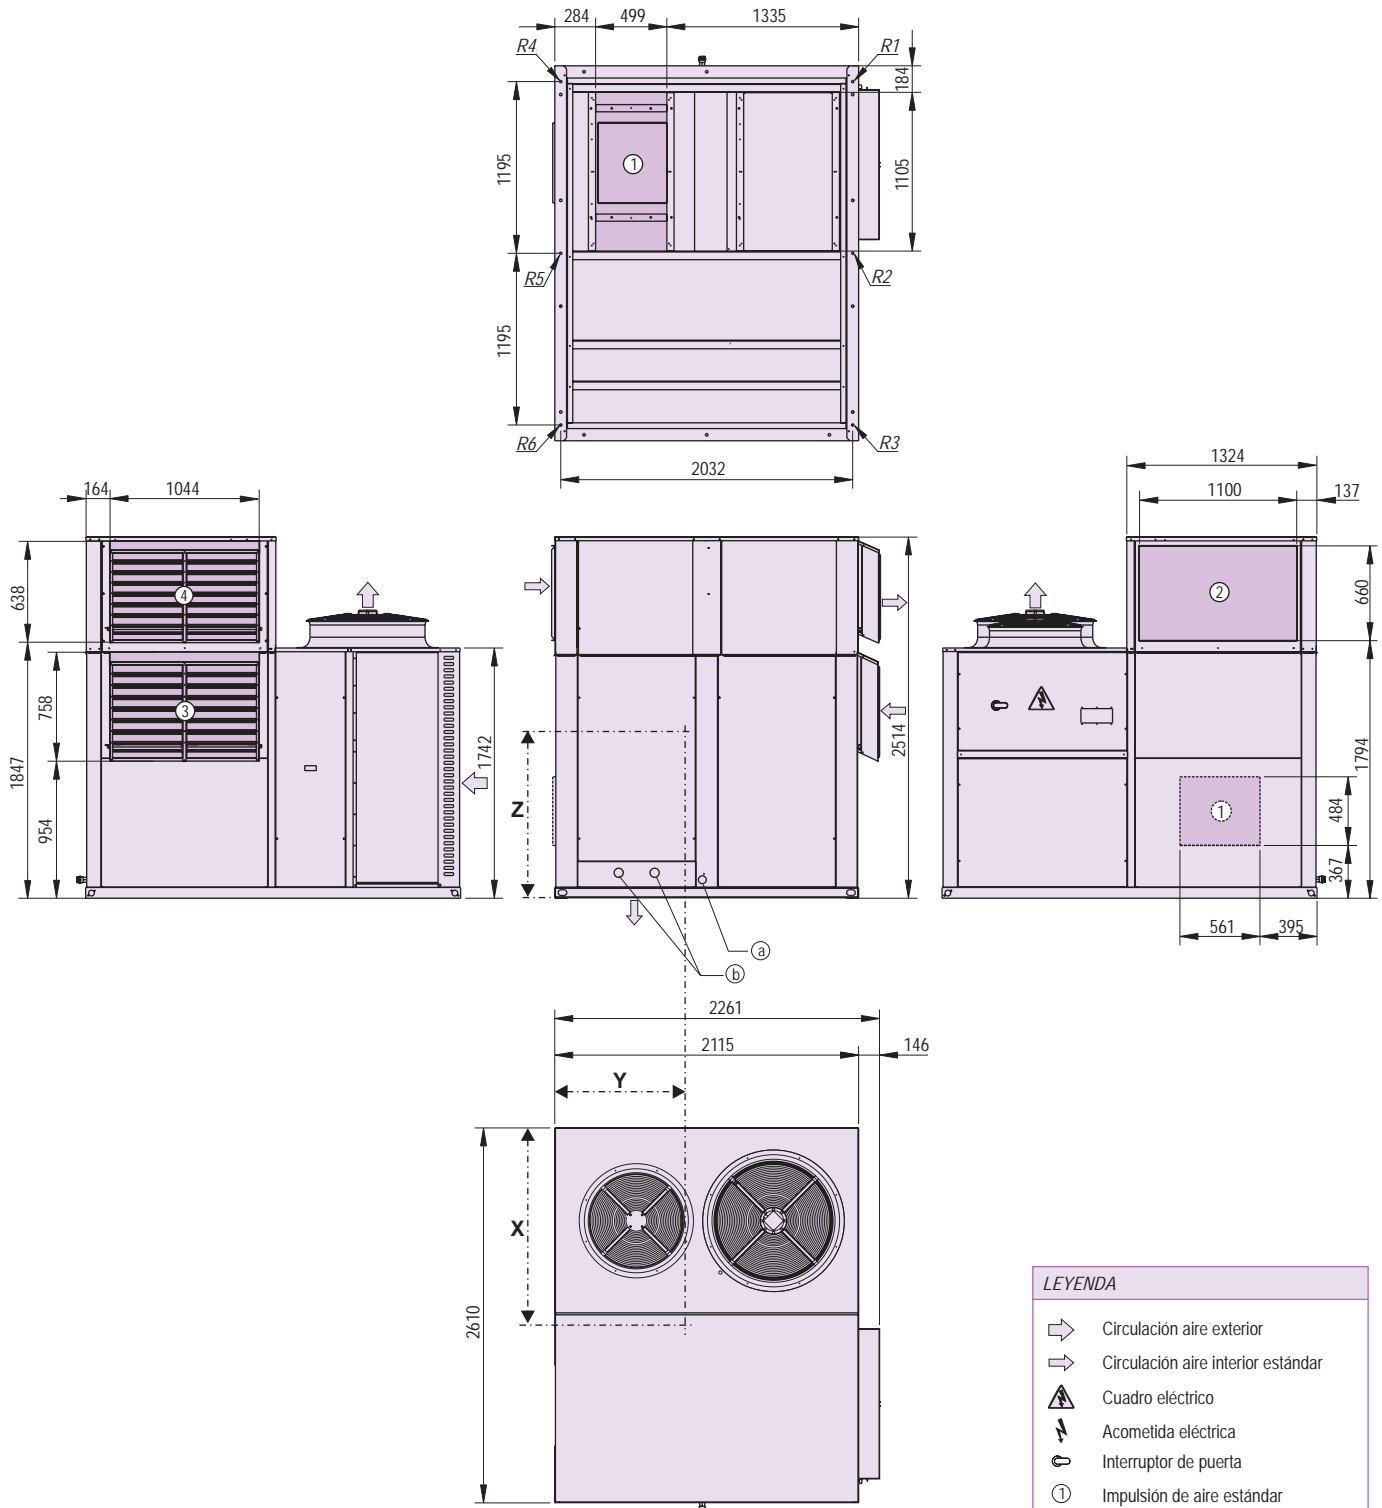 284 499 1335
R4 R1
184
1195
1
1105
R5 R2
1195
R6 R3
2032
164 1044
638
4
758
3
1847
954
1742
Z
2514
a
b
1324
1100 137
2
660
1794
1
484
367
561 395
2261
2115 146
Y
X
2610
LEYENDA
Circulación aire exterior
Circulación aire interior estándar
Cuadro eléctrico
Acometida eléctrica
Interruptor de puerta
1 Impulsión de aire estándar